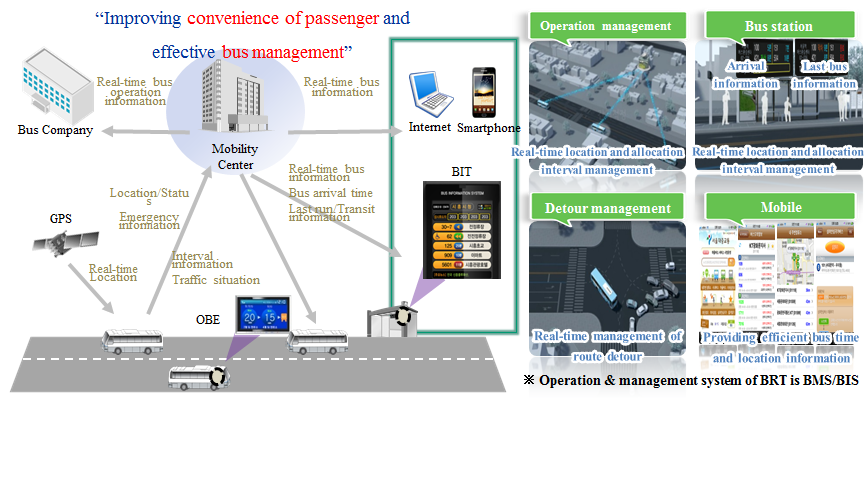 “Improving convenience of passenger and
effective bus management”
Real-time bus
operation
information
Real-time bus
information
Bus Company
Mobility
Center
Internet
Smartphone
Location/Statu
s
Emergency
information
Real-time bus
information
Bus arrival time
Last run/Transit
information
BIT
BUS INFORMATION SYSTEM
GPS
Real-time
Location
Interval
information
Traffic situation
OBE
20 15
Operation management
Real-time location and allocation
interval management
Bus station
Arrival
information
Last bus
information
Real-time location and allocation
interval management
Detour management
Real-time management of
route detour
Mobile
Providing efficient bus time
and location information
※ Operation & management system of BRT is BMS/BIS